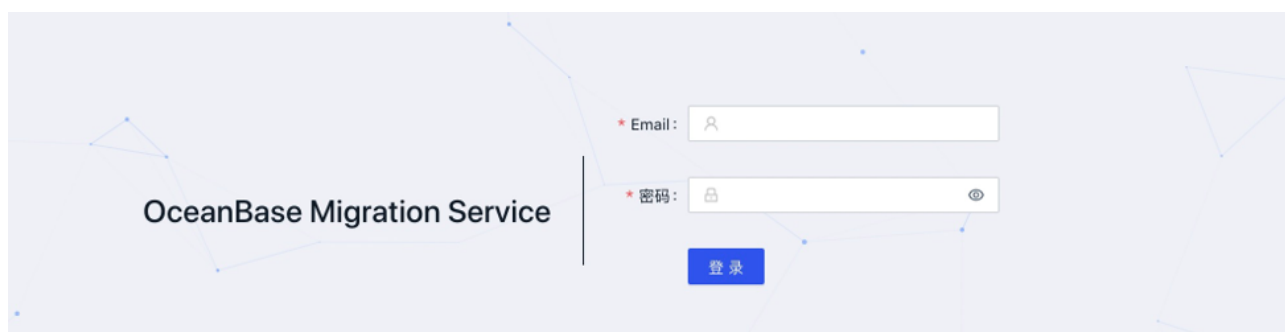 * Email：
* 密码：
OceanBase Migration Service
登 录